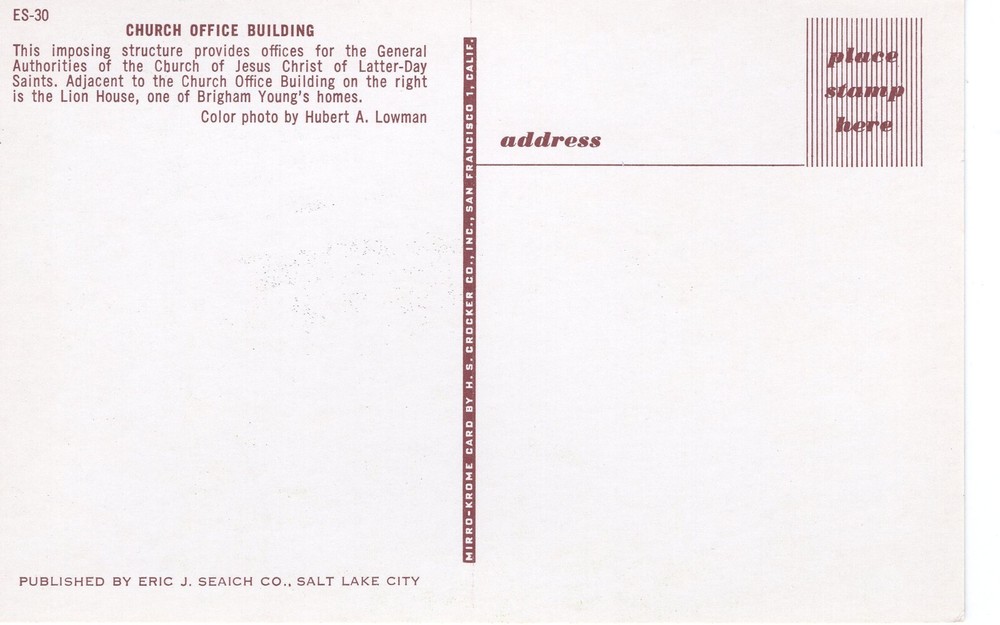 ES-30
CHURCH OFFICE BUILDING
This imposing structure provides offices for the General
Authorities of the Church of Jesus Christ of Latter-Day
Saints. Adjacent to the Church Office Building on the right
is the Lion House, one of Brigham Young's homes.
Color photo by Hubert A. Lowman
PUBLISHED BY ERIC J. SEAICH CO., SALT LAKE CITY
MIRRO-KROME CARD BY H. S. CROCKER CO., INC., SAN FRANCISCO 1, CALIF.
address
place
stamp
here